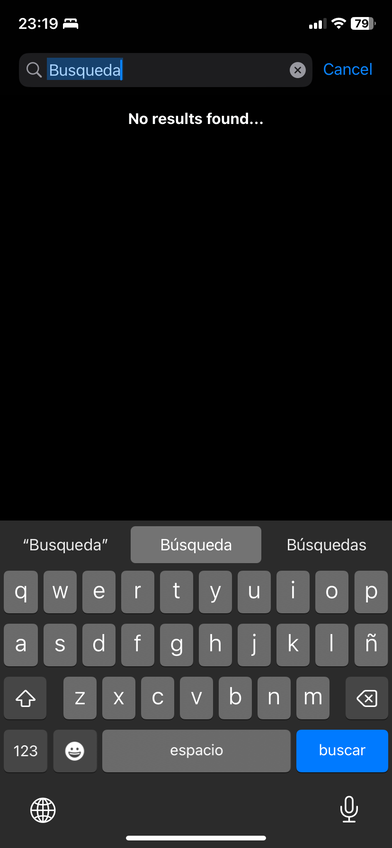 23:19 79
Busqueda Cancel
No results found...
“Busqueda” Búsqueda Búsquedas
q w e r t y u i o p
a s d f g h j k l ñ
z x c v b n m
123 espacio buscar